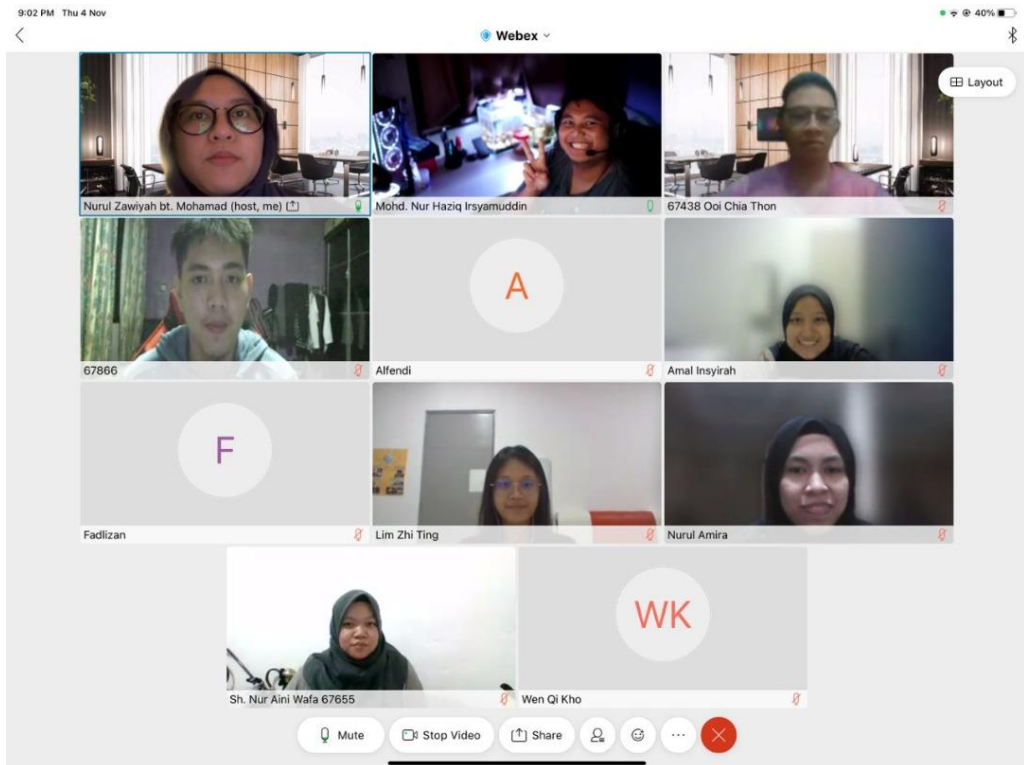 9:02 PM Thu 4 Nov
40%
Webex
Layout
Nurul Zawiyah bt. Mohamad (host, me)
Mohd. Nur Haziq Irsyamuddin
67438 Ooi Chia Thon
67866
A
Alfendi
Amal Insyirah
F
Fadlizan
Lim Zhi Ting
Nurul Amira
Sh. Nur Aini Wafa 67655
WK
Wen Qi Kho
Mute
Stop Video
Share